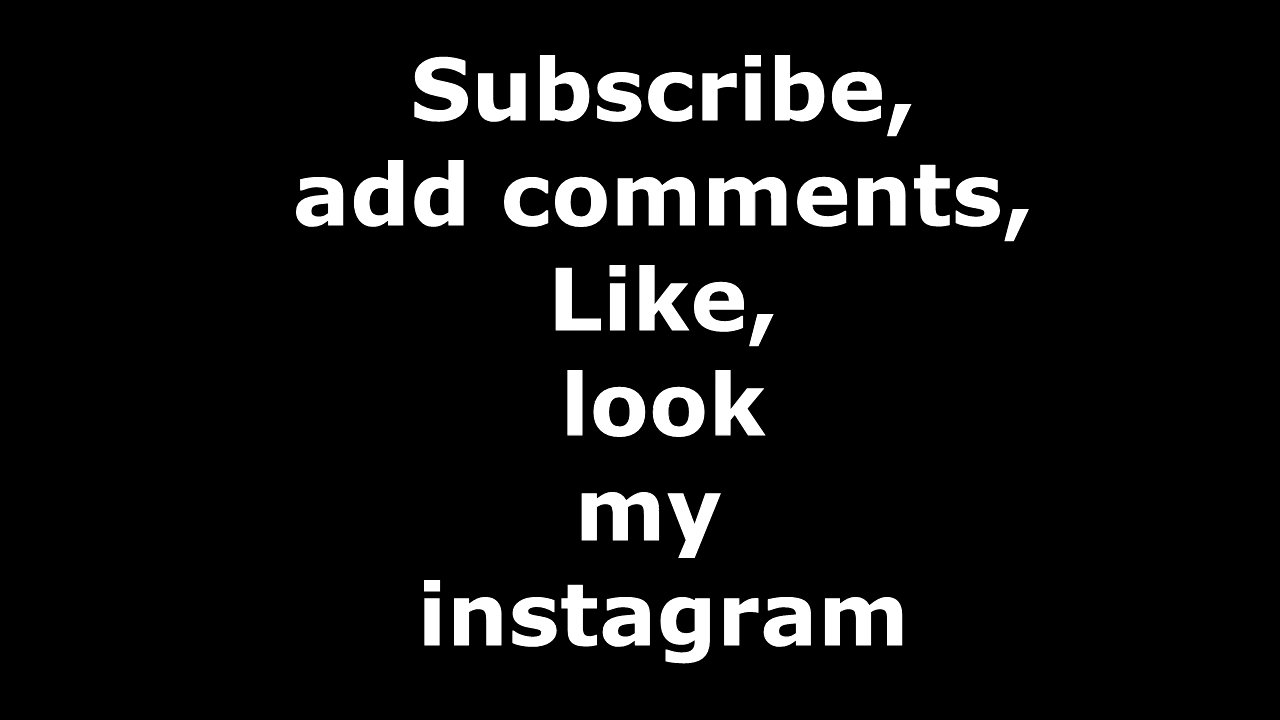 Subscribe,
add comments,
Like,
look
my
instagram